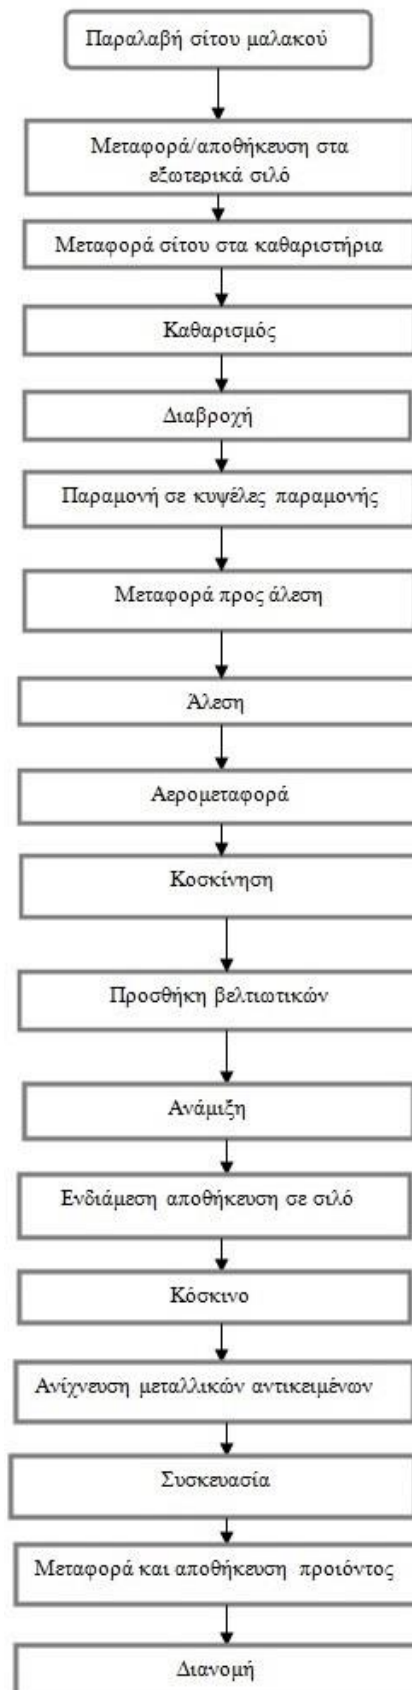 Παραλαβή σίτου μαλακού
Μεταφορά/αποθήκευση στα
εξωτερικά σιλό
Μεταφορά σίτου στα καθαριστήρια
Καθαρισμός
Διαβροχή
Παραμονή σε κυψέλες παραμονής
Μεταφορά προς άλεση
Άλεση
Αερομεταφορά
Κοσκίνηση
Προσθήκη βελτιωτικών
Ανάμιξη
Ενδιάμεση αποθήκευση σε σιλό
Κόσκινο
Ανίχνευση μεταλλικών αντικειμένων
Συσκευασία
Μεταφορά και αποθήκευση προιόντος
Διανομή